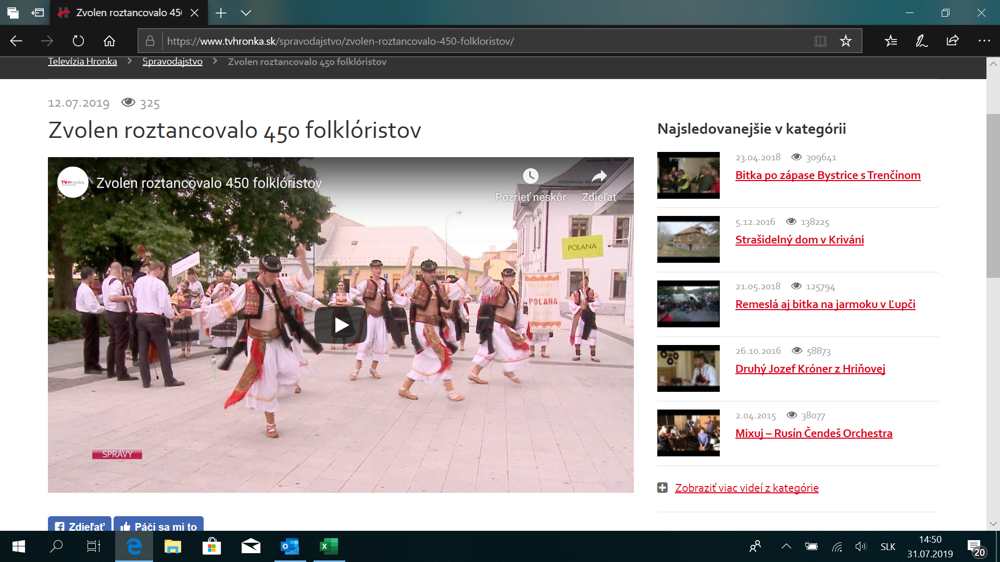 Zvolen roztancovalo 45
https://www.tvhronka.sk/spravodajstvo/zvolen-roztancovalo-450-folkloristov/
Televízia Hronka > Spravodajstvo > Zvolen roztancovalo 450 folklóristov
12.07.2019 325
Zvolen roztancovalo 450 folklóristov
TV hronka
Zvolen roztancovalo 450 folklóristov
Pozrieť neskôr
Zdieľať
POĽANA
POĽANA
SPRÁVY
Zdieľať
Páči sa mi to
Najsledovanejšie v kategórii
23.04.2018 309641
Bitka po zápase Bystrice s Trenčínom
5.12.2016 138225
Strašidelný dom v Kriváni
21.05.2018 125794
Remeslá aj bitka na jarmoku v Ľupči
26.10.2016 58873
Druhý Jozef Króner z Hriňovej
2.04.2015 38077
Mixuj – Rusín Čendeš Orchestra
Zobraziť viac videí z kategórie
SLK
14:50
31.07.2019
20